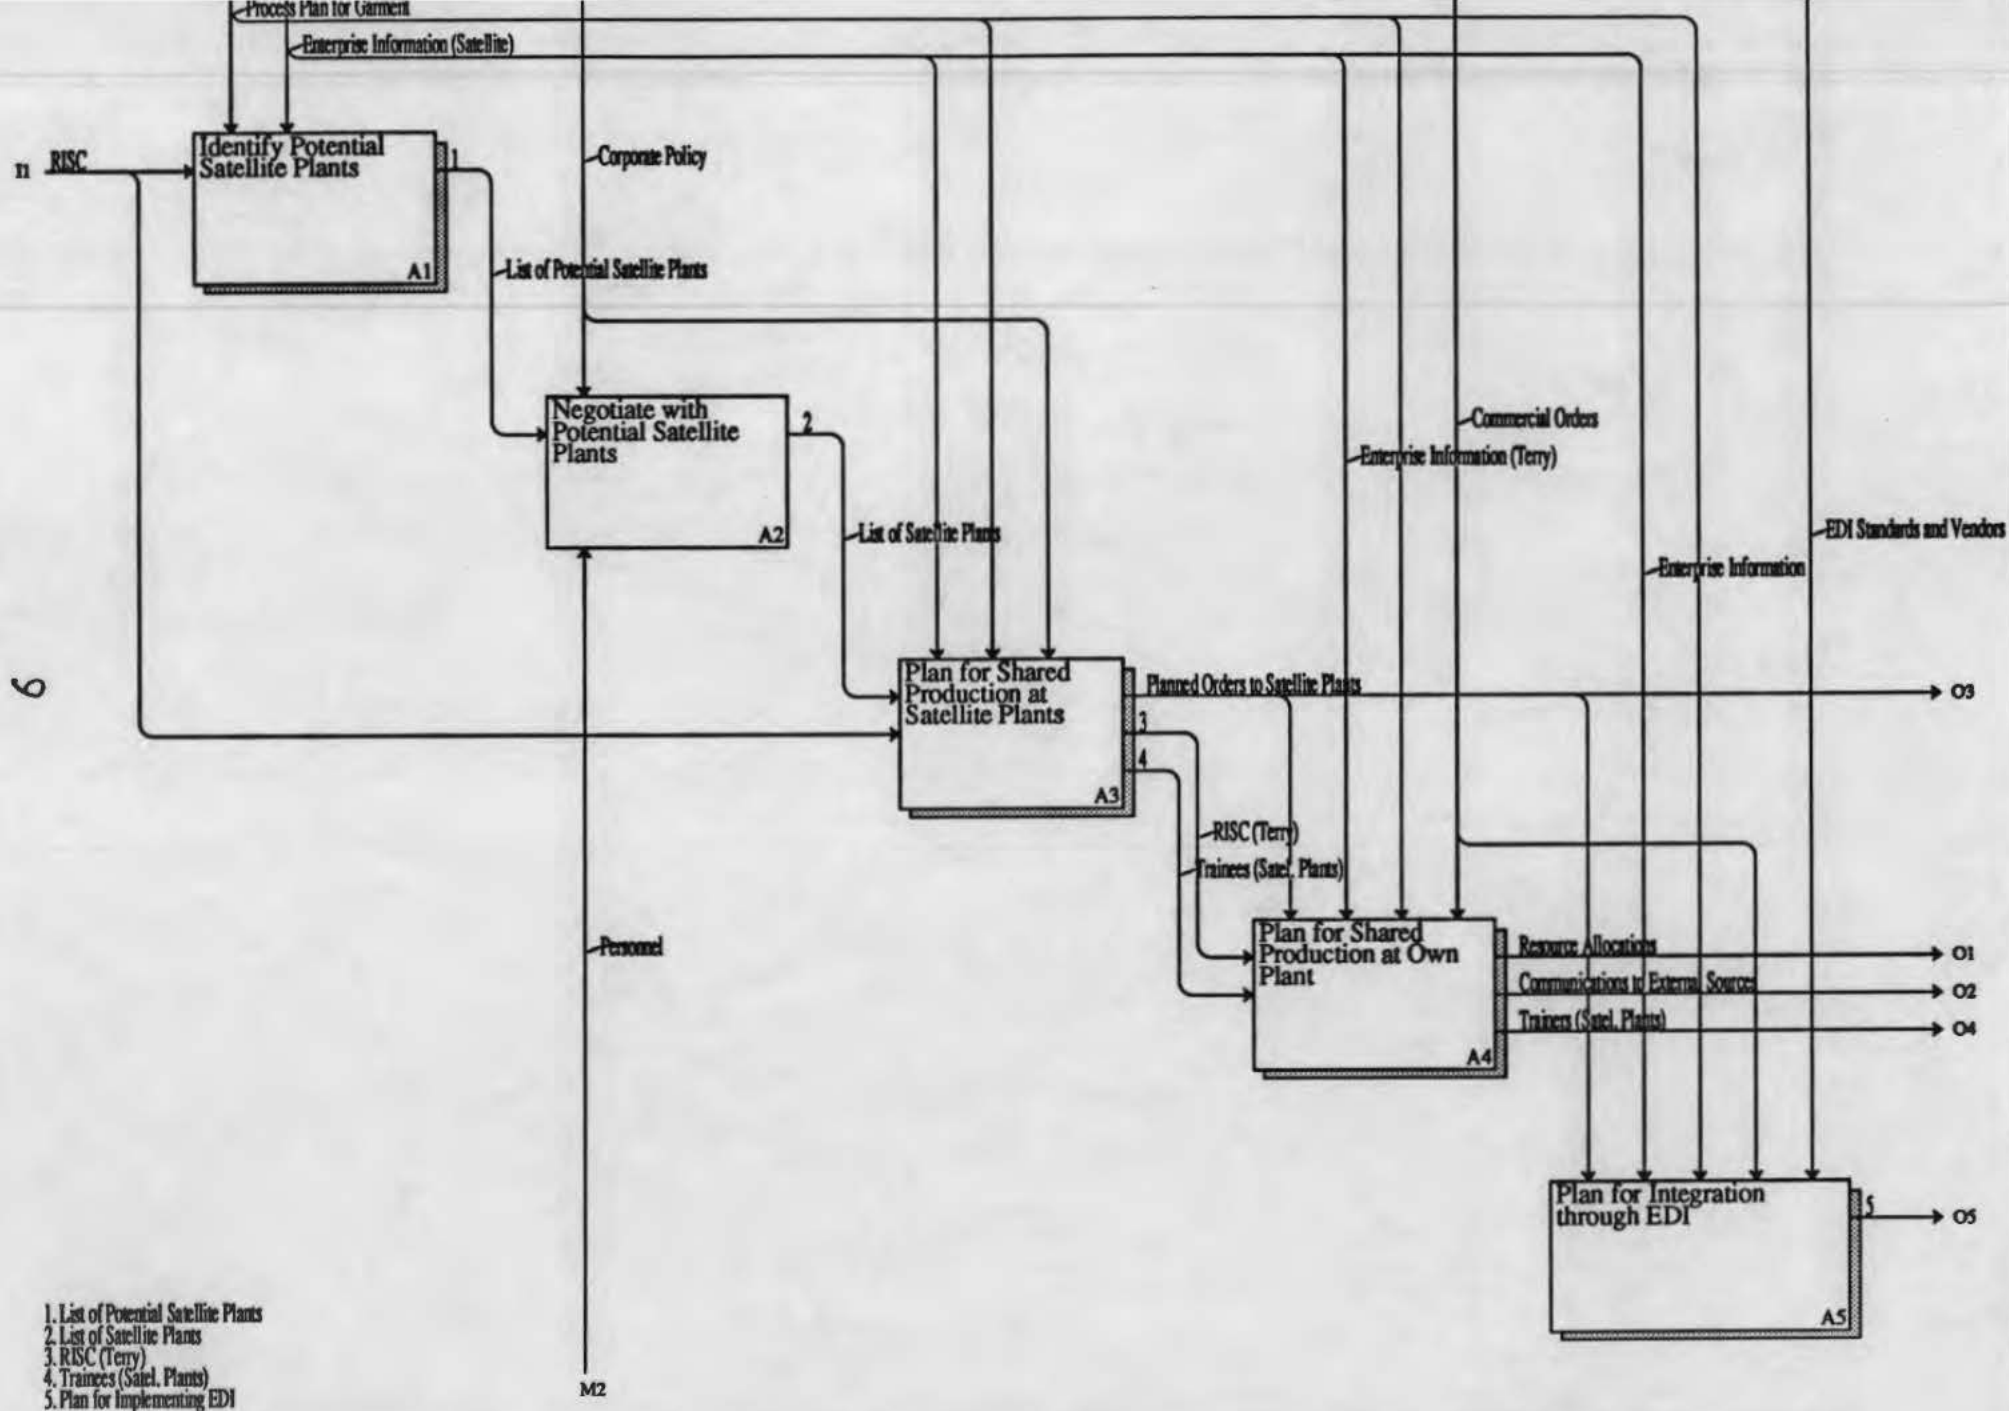 Process Plan for Garment
Enterprise Information (Satellite)
I1 RISC
Identify Potential
Satellite Plants
A1
1
Corporate Policy
List of Potential Satellite Plants
Negotiate with
Potential Satellite
Plants
A2
2
Commercial Orders
Enterprise Information (Terry)
List of Satellite Plants
EDI Standards and Vendors
Enterprise Information
6
Plan for Shared
Production at
Satellite Plants
A3
Planned Orders to Satellite Plants
O3
3
4
RISC (Terry)
Trainees (Satel. Plants)
Personnel
Plan for Shared
Production at Own
Plant
A4
Resource Allocations
O1
Communications to External Sources
O2
Trainers (Satel. Plants)
O4
Plan for Integration
through EDI
A5
5
O5
1. List of Potential Satellite Plants
2. List of Satellite Plants
3. RISC (Terry)
4. Trainees (Satel. Plants)
5. Plan for Implementing EDI
M2